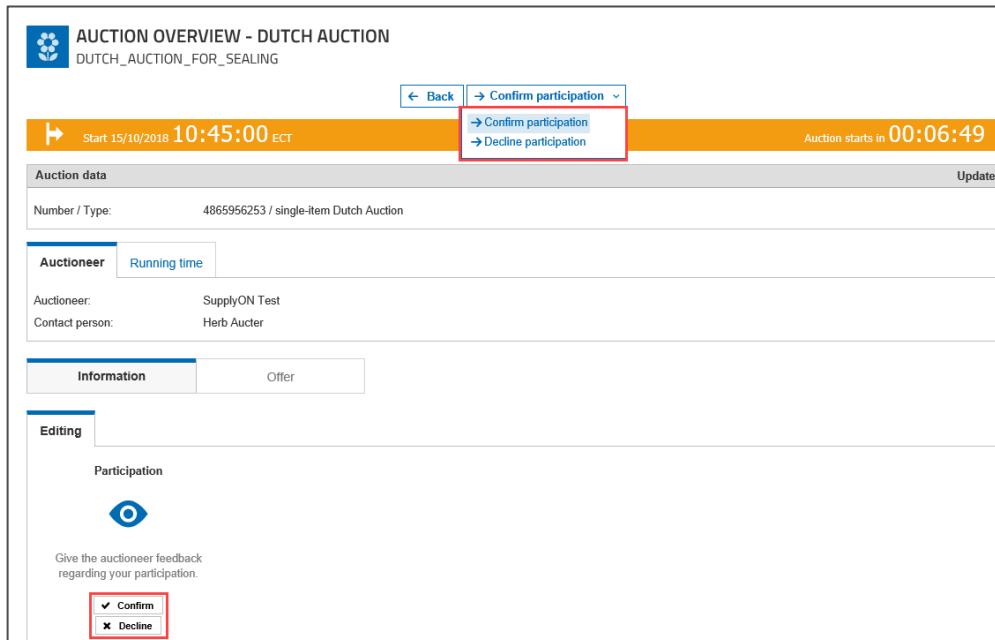 AUCTION OVERVIEW - DUTCH AUCTION
DUTCH_AUCTION_FOR_SEALING
Back
Confirm participation
Confirm participation
Decline participation
Start 15/10/2018 10:45:00 ECT
Auction starts in 00:06:49
Auction data Update
Number / Type: 4865956253 / single-item Dutch Auction
Auctioneer Running time
Auctioneer: SupplyON Test
Contact person: Herb Aucter
Information Offer
Editing
Participation
Give the auctioneer feedback
regarding your participation.
Confirm
Decline